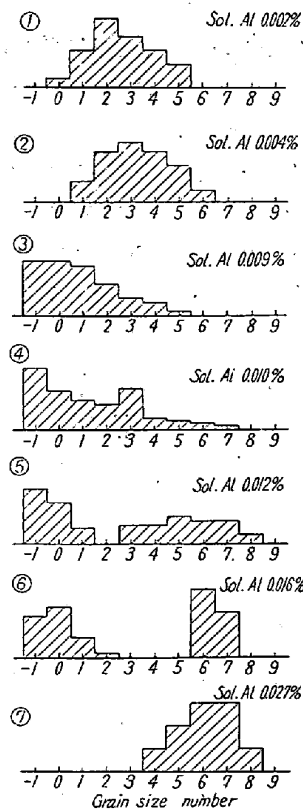 ① Sol. Al 0.002%
-1 0 1 2 3 4 5 6 7 8 9
② Sol. Al 0.004%
-1 0 1 2 3 4 5 6 7 8 9
③ Sol. Al 0.009%
-1 0 1 2 3 4 5 6 7 8 9
④ Sol. Al 0.010%
-1 0 1 2 3 4 5 6 7 8 9
⑤ Sol. Al 0.012%
-1 0 1 2 3 4 5 6 7 8 9
⑥ Sol. Al 0.016%
-1 0 1 2 3 4 5 6 7 8 9
⑦ Sol. Al 0.027%
-1 0 1 2 3 4 5 6 7 8 9
Grain size number